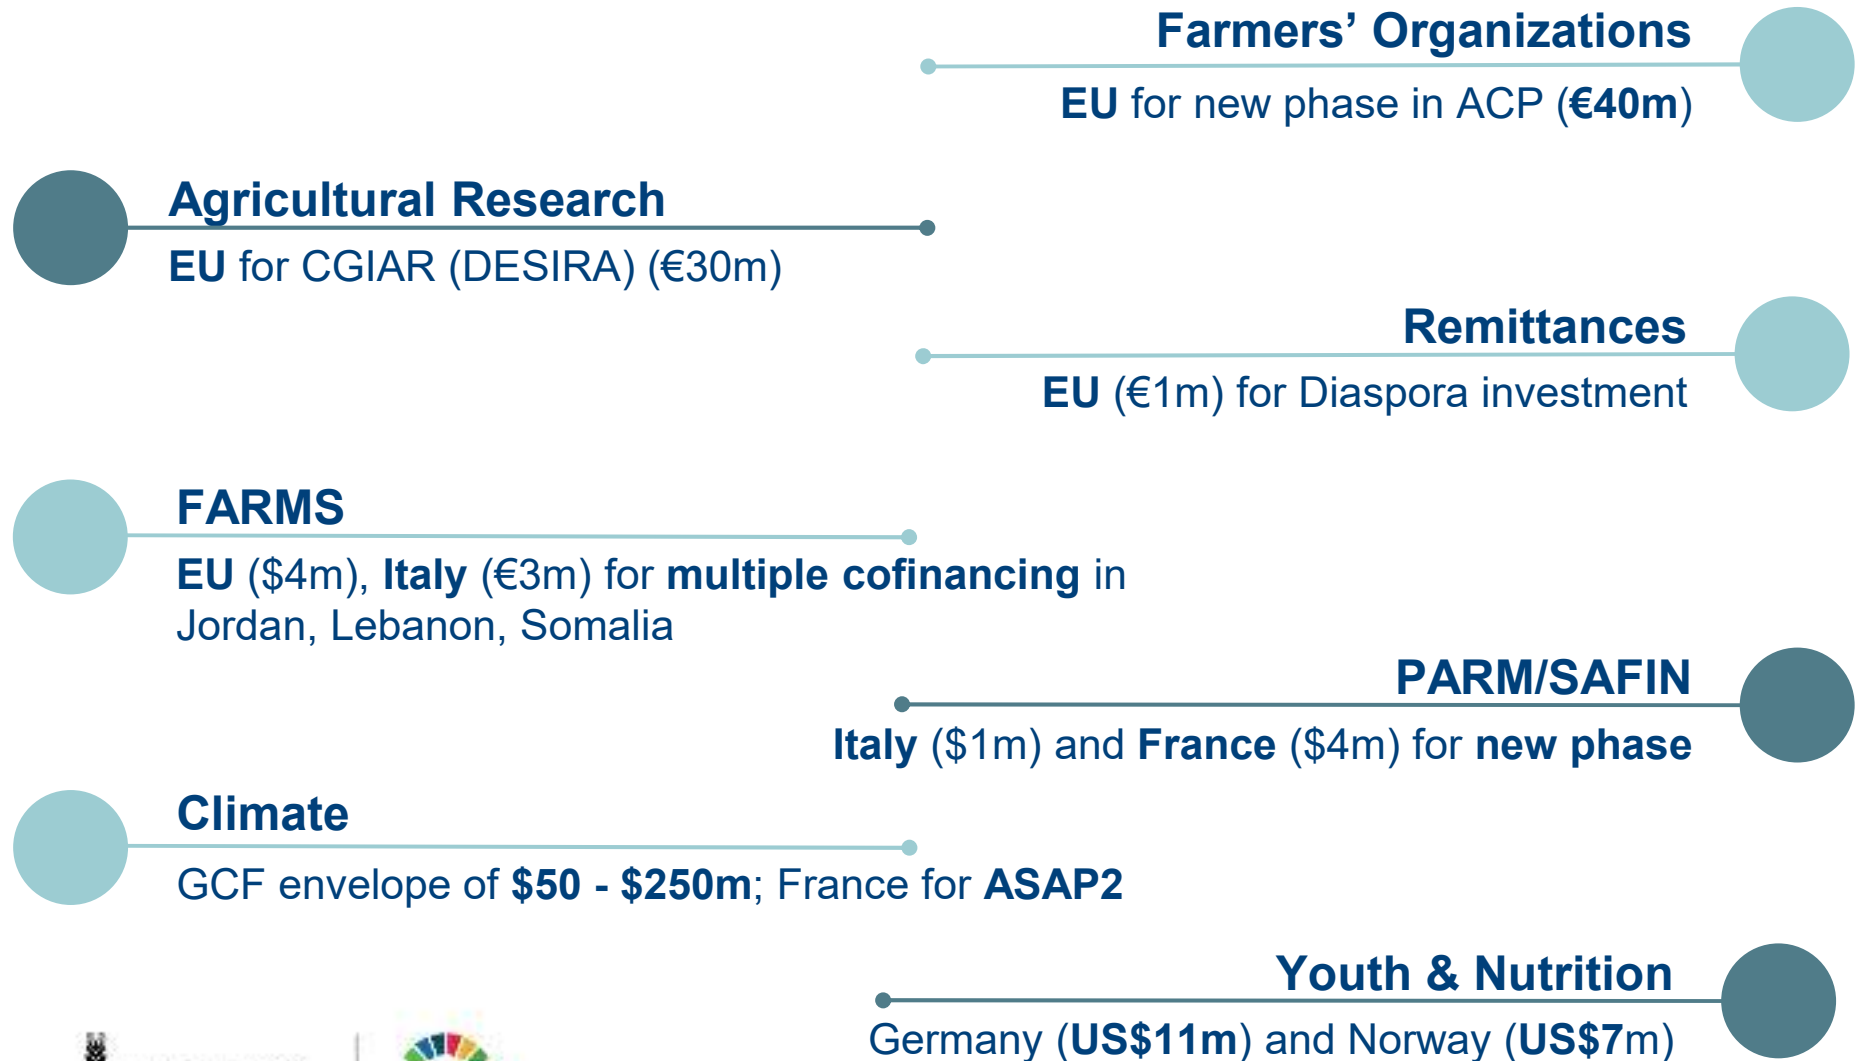 Farmers’ Organizations
EU for new phase in ACP (€40m)
Agricultural Research
EU for CGIAR (DESIRA) (€30m)
Remittances
EU (€1m) for Diaspora investment
FARMS
EU ($4m), Italy (€3m) for multiple cofinancing in
Jordan, Lebanon, Somalia
PARM/SAFIN
Italy ($1m) and France ($4m) for new phase
Climate
GCF envelope of $50 - $250m; France for ASAP2
Youth & Nutrition
Germany (US$11m) and Norway (US$7m)